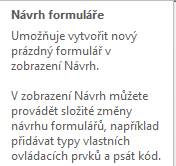 Návrh formuláře
Umožňuje vytvořit nový
prázdný formulář v
zobrazení Návrh.
V zobrazení Návrh můžete
provádět složité změny
návrhu formulářů, například
přidávat typy vlastních
ovládacích prvků a psát kód.